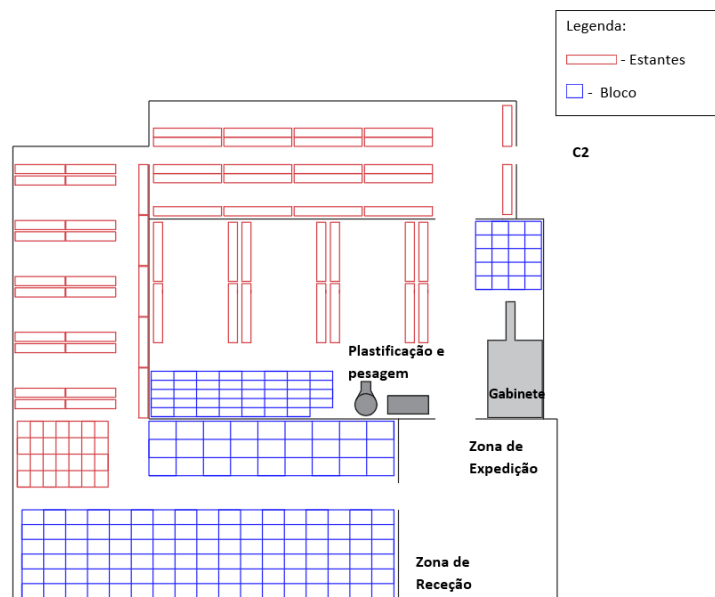 Legenda:
- Estantes
- Bloco
C2
Plastificação e
pesagem
Gabinete
Zona de
Expedição
Zona de
Receção